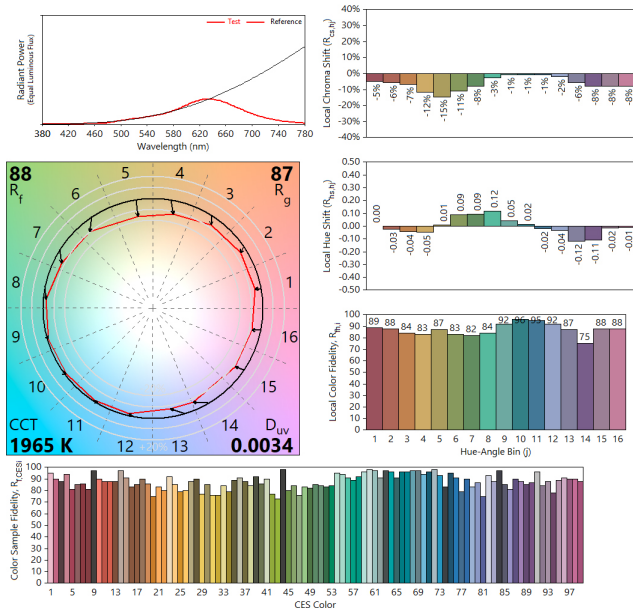 Test
Reference
Radiant Power
(Equal Luminous Flux)
380 420 460 500 540 580 620 660 700 740 780
Wavelength (nm)
40%
30%
20%
10%
0%
-10%
-20%
-30%
-40%
Local Chroma Shift (Rcs,hj)
-5% -6% -7% -12% -15% -11% -8% -3% -1% -1% -1% -2% -6% -8% -8% -8%
88
Rf
87
Rg
1
2
3
4
5
6
7
8
9
10
11
12
13
14
15
16
+20%
CCT
1965 K
Duv
0.0034
0.50
0.40
0.30
0.20
0.10
0.00
-0.10
-0.20
-0.30
-0.40
-0.50
Local Hue Shift (Rhs,hj)
0.00 -0.03 -0.04 -0.05 0.01 0.09 0.09 0.12 0.05 0.02 -0.02 -0.04 -0.12 -0.11 -0.02 -0.01
100
90
80
70
60
50
40
30
20
10
0
Local Color Fidelity, Rfh,j
89 88 84 83 87 83 82 84 92 96 95 92 87 75 88 88
1 2 3 4 5 6 7 8 9 10 11 12 13 14 15 16
Hue-Angle Bin (j)
100
90
80
70
60
50
40
30
20
10
0
Color Sample Fidelity, Rf,CESi
1 5 9 13 17 21 25 29 33 37 41 45 49 53 57 61 65 69 73 77 81 85 89 93 97
CES Color